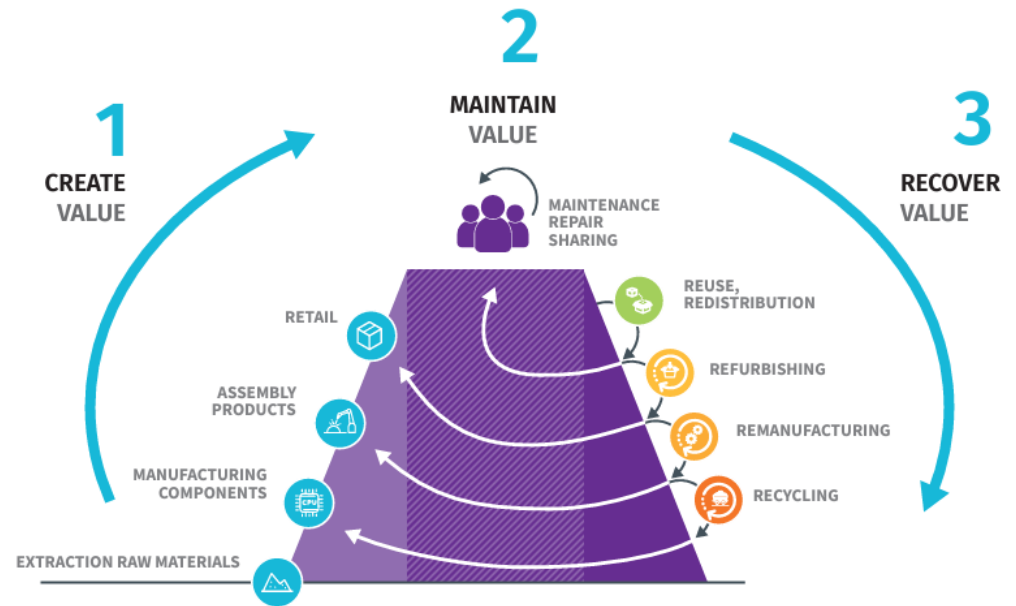 1
CREATE
VALUE
2
MAINTAIN
VALUE
3
RECOVER
VALUE
MAINTENANCE
REPAIR
SHARING
RETAIL
ASSEMBLY
PRODUCTS
MANUFACTURING
COMPONENTS
CPU
EXTRACTION RAW MATERIALS
REUSE,
REDISTRIBUTION
REFURBISHING
REMANUFACTURING
RECYCLING